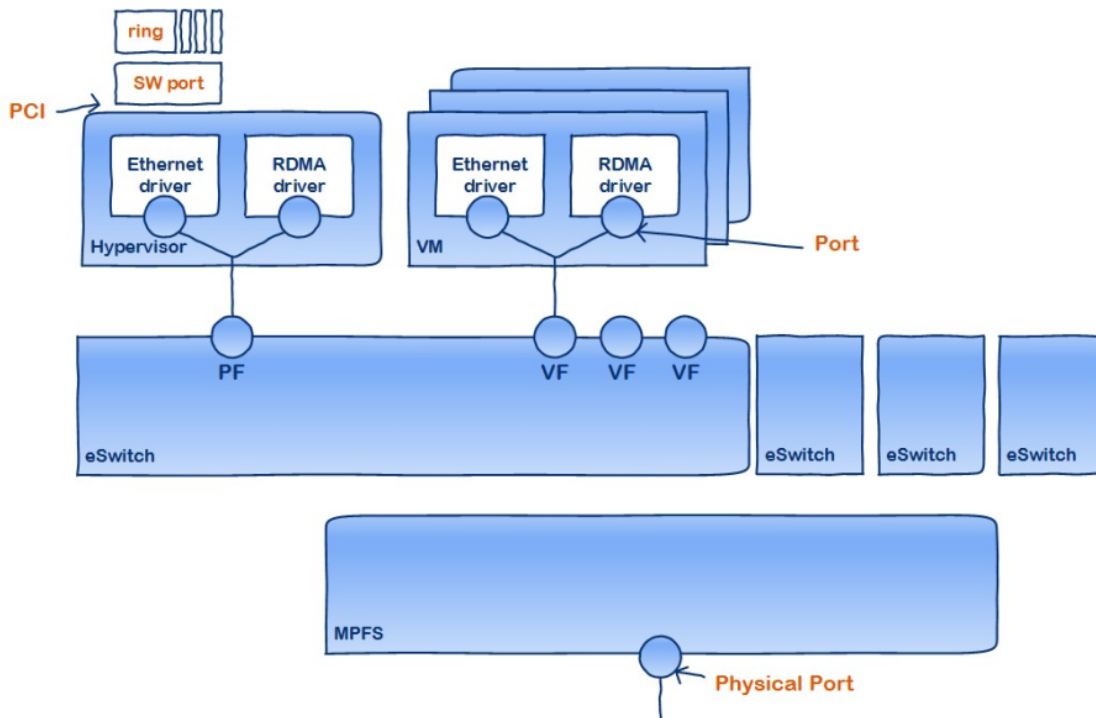 ring
SW port
PCI
Ethernet
driver
RDMA
driver
Hypervisor
Ethernet
driver
RDMA
driver
VM
Port
PF
VF
VF
VF
eSwitch
eSwitch
eSwitch
eSwitch
MPFS
Physical Port